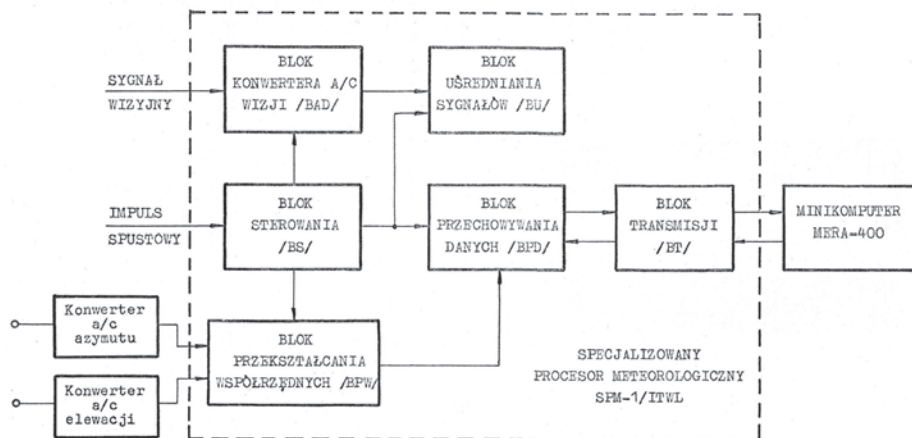 BLOK
KONWERTERA A/C
WIZJI /BAD/
BLOK
UŚREDNIANIA
SYGNAŁÓW /BU/
SYGNAŁ
WIZYJNY
IMPULS
SPUSTOWY
BLOK
STEROWANIA
/BS/
BLOK
PRZECHOWYWANIA
DANYCH /BPD/
BLOK
TRANSMISJI
/BT/
MINIKOMPUTER
MERA-400
Konwerter
a/c
azymutu
Konwerter
a/c
elewacji
BLOK
PRZEKSZTAŁCANIA
WSPÓŁRZĘDNYCH /BPW/
SPECJALIZOWANY
PROCESOR METEOROLOGICZNY
SPM-1/ITWL